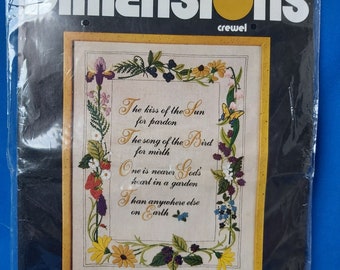 Dimensions
crewel
The kiss of the Sun
for pardon
The song of the Bird
for mirth
One is nearer Gods
heart in a garden
Than anywhere else
on Earth